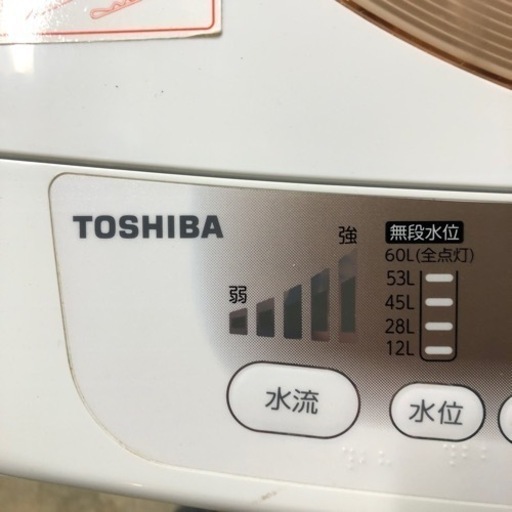 TOSHIBA
強
弱
無段水位
60L(全点灯)
53L
45L
28L
12L
水流
水位